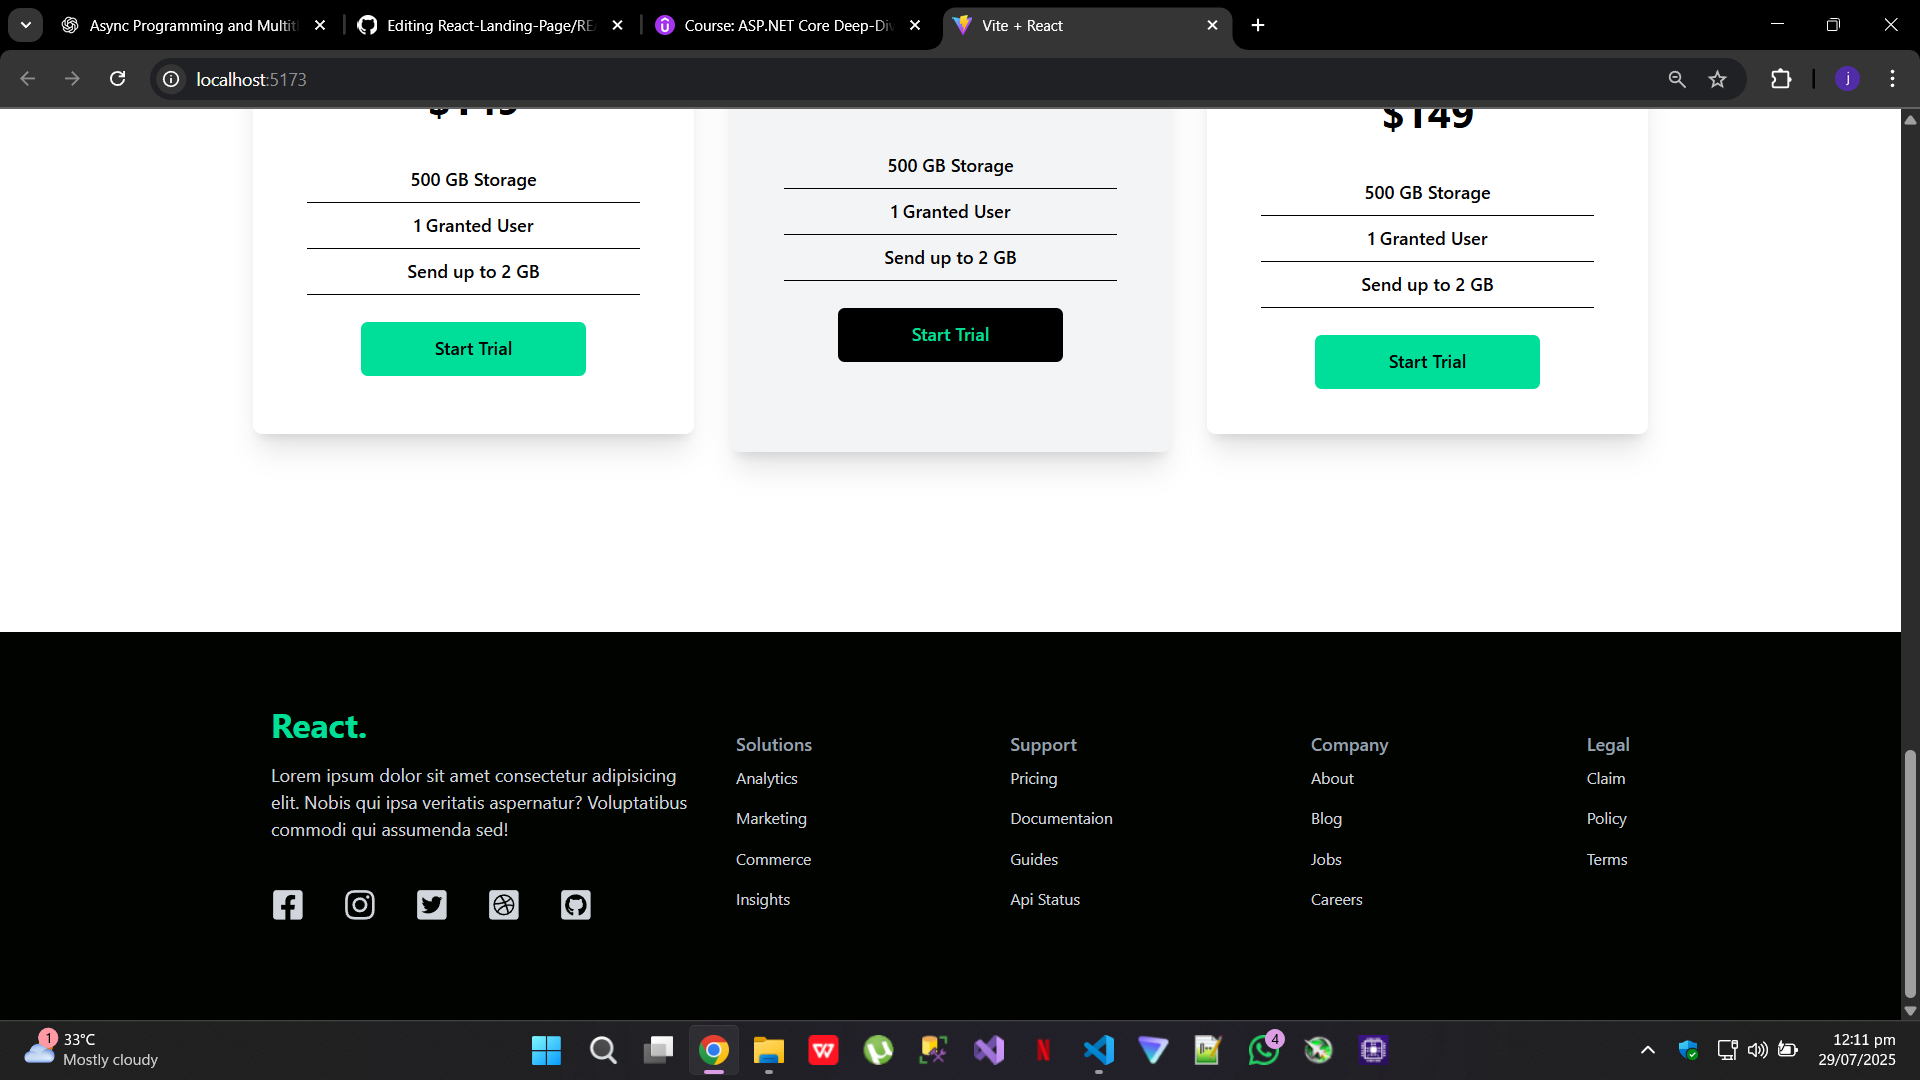 Async Programming and Multitl
Editing React-Landing-Page/RE
Course: ASP.NET Core Deep-Div
Vite + React
localhost:5173
j
$149
$149
500 GB Storage
1 Granted User
Send up to 2 GB
Start Trial
500 GB Storage
1 Granted User
Send up to 2 GB
Start Trial
500 GB Storage
1 Granted User
Send up to 2 GB
Start Trial
React.
Lorem ipsum dolor sit amet consectetur adipisicing
elit. Nobis qui ipsa veritatis aspernatur? Voluptatibus
commodi qui assumenda sed!
Solutions
Analytics
Marketing
Commerce
Insights
Support
Pricing
Documentaion
Guides
Api Status
Company
About
Blog
Jobs
Careers
Legal
Claim
Policy
Terms
1
33°C
Mostly cloudy
4
12:11 pm
29/07/2025